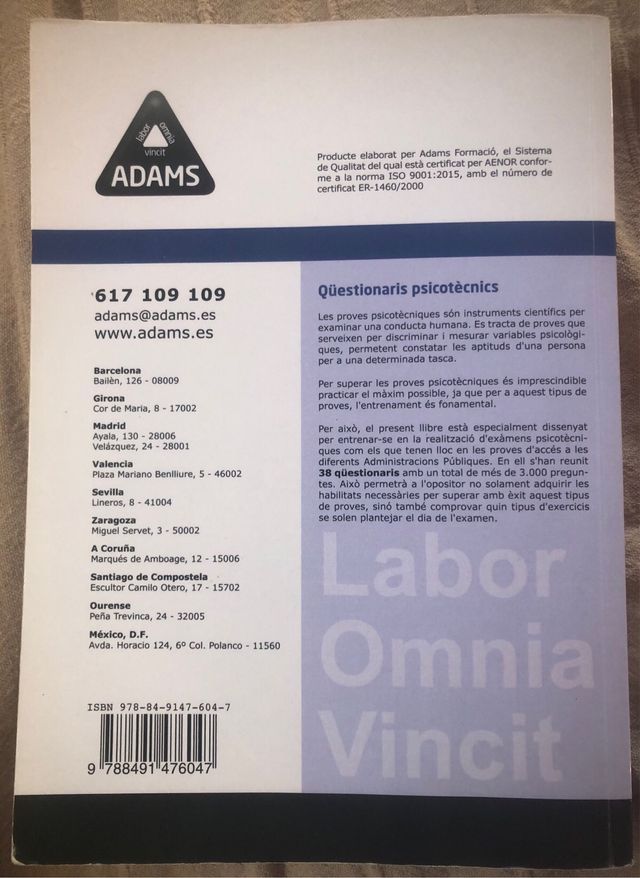 labor omnia
vincit
ADAMS
Producte elaborat per Adams Formació, el Sistema
de Qualitat del qual està certificat per AENOR confor-
me a la norma ISO 9001:2015, amb el número de
certificat ER-1460/2000
617 109 109
adams@adams.es
www.adams.es
Barcelona
Bailèn, 126 - 08009
Girona
Cor de Maria, 8 - 17002
Madrid
Ayala, 130 - 28006
Velázquez, 24 - 28001
Valencia
Plaza Mariano Benlliure, 5 - 46002
Sevilla
Lineros, 8 - 41004
Zaragoza
Miguel Servet, 3 - 50002
A Coruña
Marqués de Amboage, 12 - 15006
Santiago de Compostela
Escultor Camilo Otero, 17 - 15702
Ourense
Peña Trevinca, 24 - 32005
México, D.F.
Avda. Horacio 124, 6º Col. Polanco - 11560
ISBN 978-84-9147-604-7
9 788491 476047
Qüestionaris psicotècnics
Les proves psicotècniques són instruments científics per
examinar una conducta humana. Es tracta de proves que
serveixen per discriminar i mesurar variables psicològi-
ques, permetent constatar les aptituds d'una persona
per a una determinada tasca.
Per superar les proves psicotècniques és imprescindible
practicar el màxim possible, ja que per a aquest tipus de
proves, l'entrenament és fonamental.
Per això, el present llibre està especialment dissenyat
per entrenar-se en la realització d'exàmens psicotècni-
ques com els que tenen lloc en les proves d'accés a les
diferents Administracions Públiques. En ell s'han reunit
38 qüestionaris amb un total de més de 3.000 pregun-
tes. Això permetrà a l'opositor no solament adquirir les
habilitats necessàries per superar amb èxit aquest tipus
de proves, sinó també comprovar quin tipus d'exercicis
se solen plantejar el dia de l'examen.
Labor
Omnia
Vincit